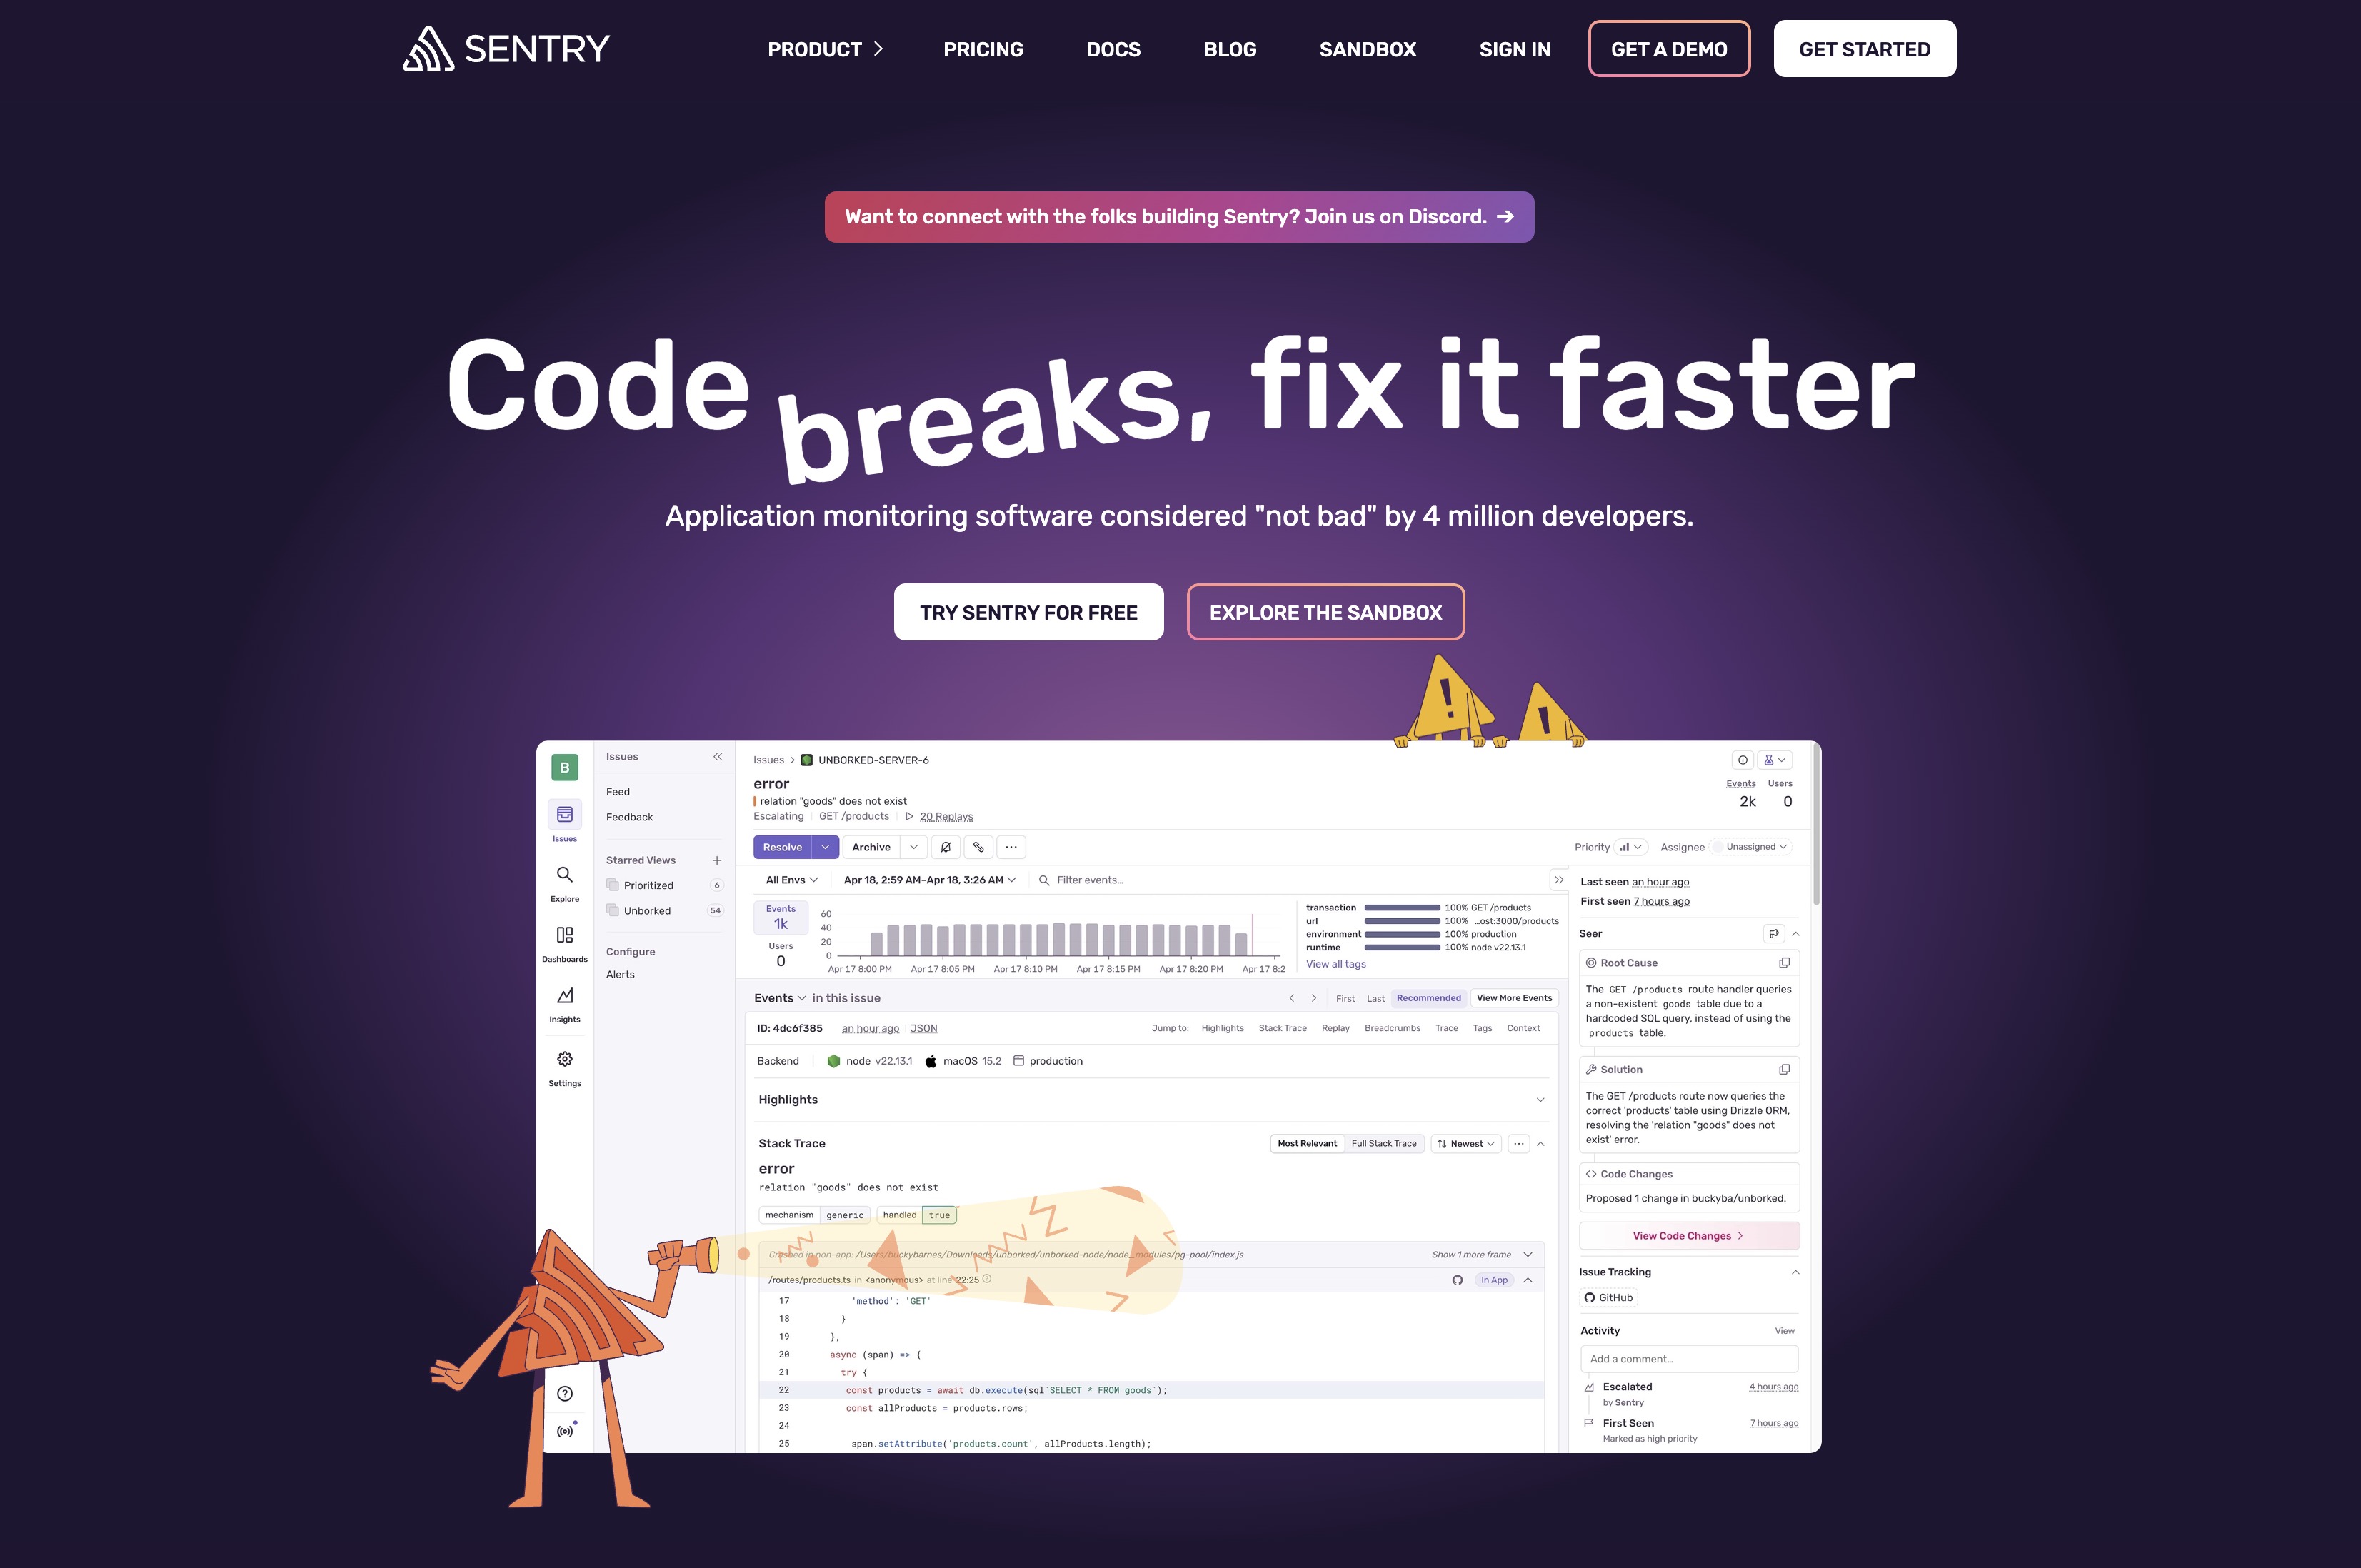 SENTRY
PRODUCT
PRICING
DOCS
BLOG
SANDBOX
SIGN IN
GET A DEMO
GET STARTED
Want to connect with the folks building Sentry? Join us on Discord. →
Code breaks, fix it faster
Application monitoring software considered "not bad" by 4 million developers.
TRY SENTRY FOR FREE
EXPLORE THE SANDBOX
B
Issues
Explore
Dashboards
Insights
Settings
Issues
Feed
Feedback
Starred Views
Prioritized 6
Unborked 54
Configure
Alerts
Issues > UNBORKED-SERVER-6
error
relation "goods" does not exist
Escalating GET /products 20 Replays
Events Users
2k 0
Resolve
Archive
Priority
Assignee Unassigned
All Envs
Apr 18, 2:59 AM–Apr 18, 3:26 AM
Filter events...
Events
1k
Users
0
60
40
20
0
Apr 17 8:00 PM Apr 17 8:05 PM Apr 17 8:10 PM Apr 17 8:15 PM Apr 17 8:20 PM Apr 17 8:2
transaction 100% GET /products
url 100% ...ost:3000/products
environment 100% production
runtime 100% node v22.13.1
View all tags
Events in this issue
First Last Recommended View More Events
ID: 4dc6f385 an hour ago JSON
Jump to: Highlights Stack Trace Replay Breadcrumbs Trace Tags Context
Backend node v22.13.1 macOS 15.2 production
Highlights
Stack Trace
Most Relevant Full Stack Trace Newest
error
relation "goods" does not exist
mechanism generic handled true
Crashed in non-app: /Users/buckybarnes/Downloads/unborked/unborked-node/node_modules/pg-pool/index.js
Show 1 more frame
/routes/products.ts in <anonymous> at line 22:25
In App
17 'method': 'GET'
18 }
19 },
20 async (span) => {
21 try {
22 const products = await db.execute(sql`SELECT * FROM goods`);
23 const allProducts = products.rows;
24
25 span.setAttribute('products.count', allProducts.length);
Last seen an hour ago
First seen 7 hours ago
Seer
Root Cause
The GET /products route handler queries
a non-existent goods table due to a
hardcoded SQL query, instead of using the
products table.
Solution
The GET /products route now queries the
correct 'products' table using Drizzle ORM,
resolving the 'relation "goods" does not
exist' error.
Code Changes
Proposed 1 change in buckyba/unborked.
View Code Changes
Issue Tracking
GitHub
Activity View
Add a comment...
Escalated 4 hours ago
by Sentry
First Seen 7 hours ago
Marked as high priority